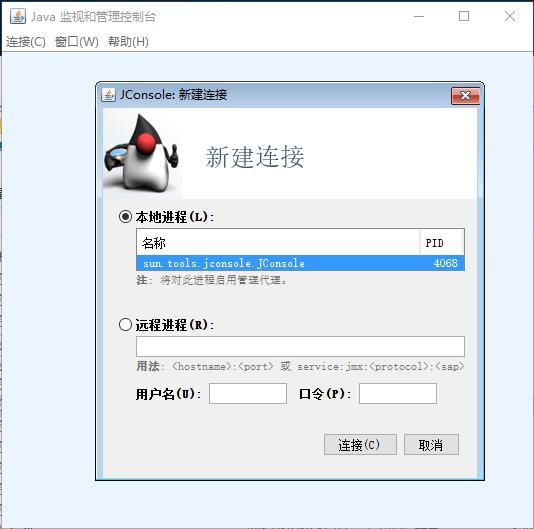 Java 监视和管理控制台
连接(C) 窗口(W) 帮助(H)
JConsole: 新建连接
新建连接
本地进程(L):
名称 PID
sun.tools.jconsole.JConsole 4068
注: 将对此进程启用管理代理。
远程进程(R):
用法: <hostname>:<port> 或 service:jmx:<protocol>:<sap>
用户名(U): 口令(P):
连接(C) 取消